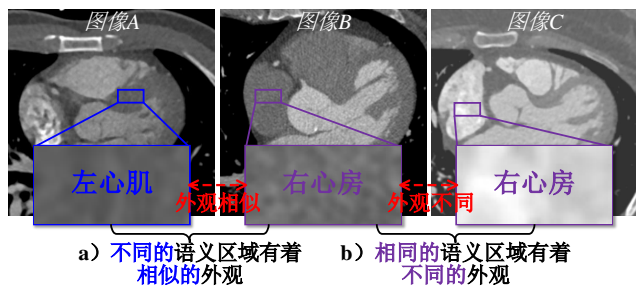 图像A
图像B
图像C
左心肌
右心房
右心房
外观相似
外观不同
a）不同的语义区域有着
相似的外观
b）相同的语义区域有着
不同的外观